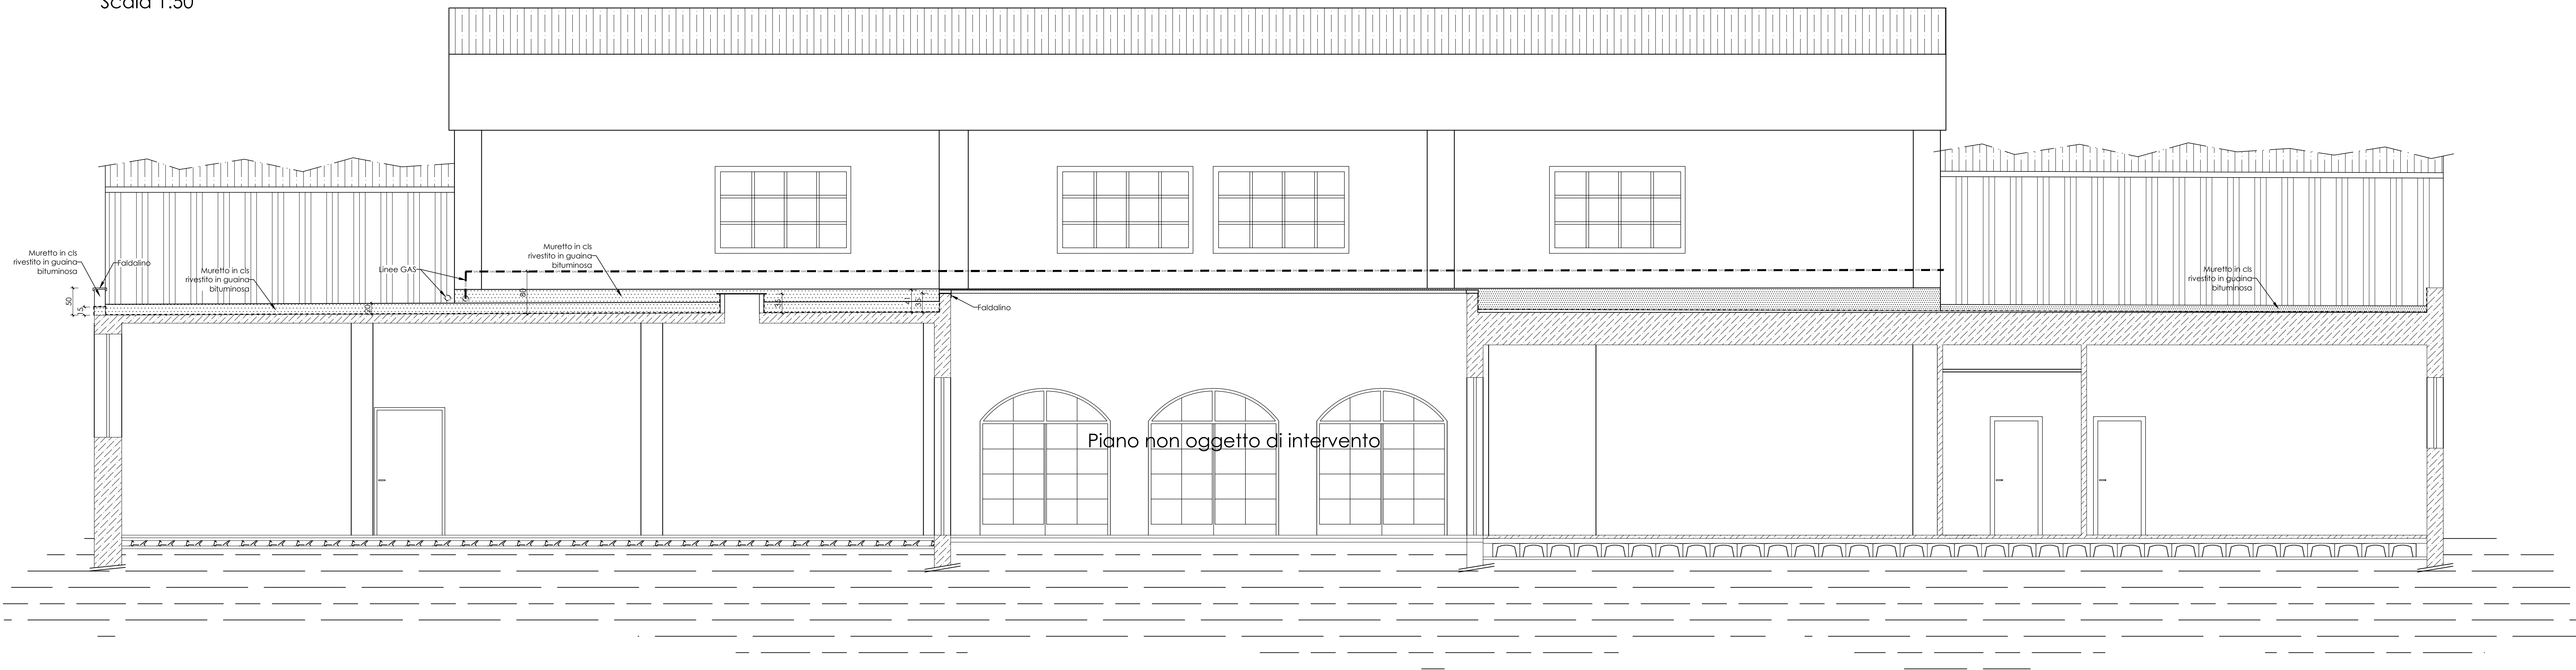 Scala 1:50
Muretto in cls
rivestito in guaina
bituminosa
Faldalino
Muretto in cls
rivestito in guaina
bituminosa
Linee GAS
Muretto in cls
rivestito in guaina
bituminosa
Muretto in cls
rivestito in guaina
bituminosa
50
15
20
80
35
41
35
Faldalino
Piano non oggetto di intervento